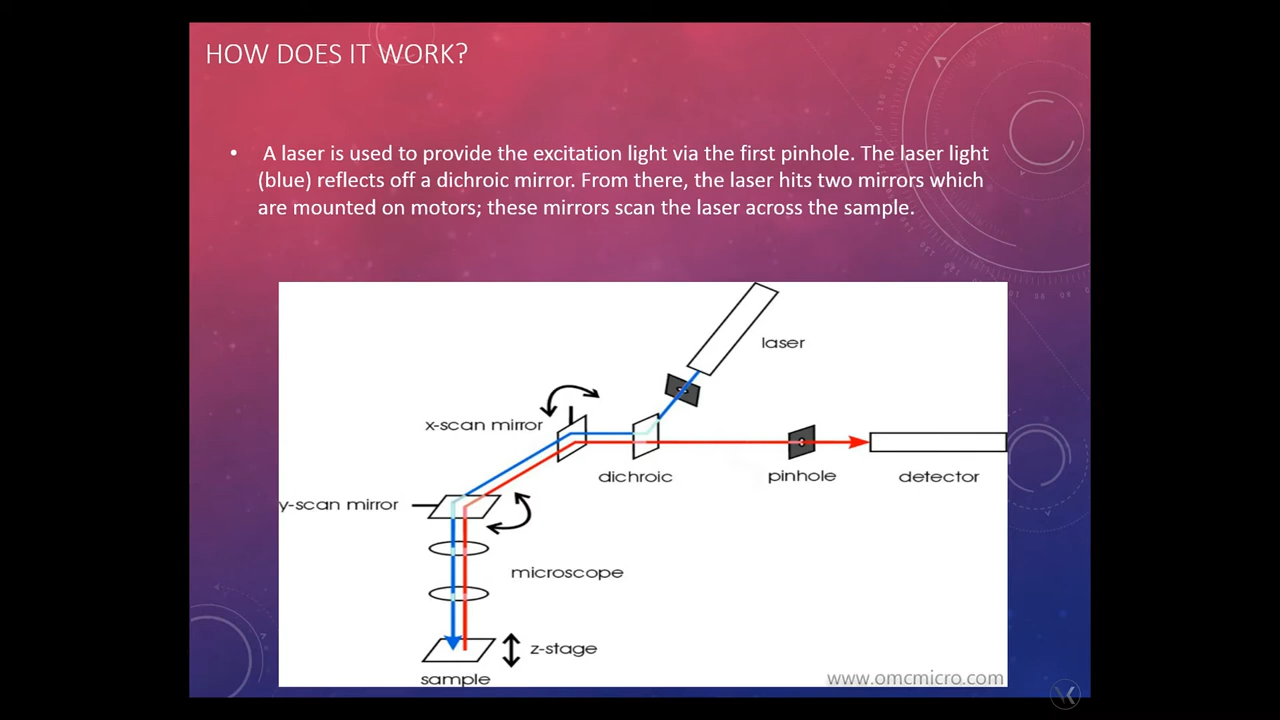 HOW DOES IT WORK?
• A laser is used to provide the excitation light via the first pinhole. The laser light
(blue) reflects off a dichroic mirror. From there, the laser hits two mirrors which
are mounted on motors; these mirrors scan the laser across the sample.
laser
x-scan mirror
dichroic
pinhole
detector
y-scan mirror
microscope
z-stage
sample
www.omcmicro.com